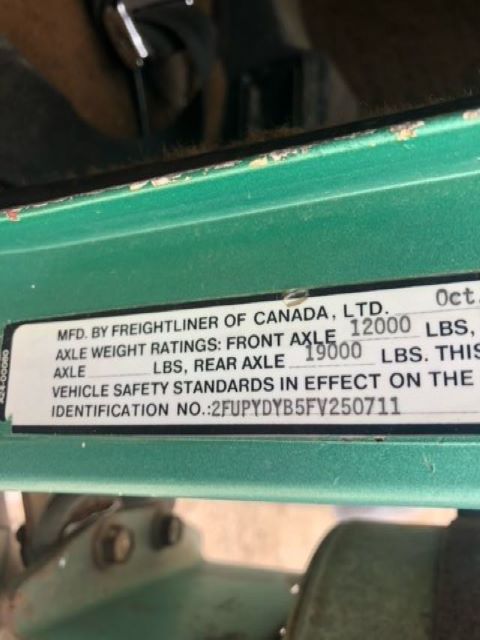 MFD. BY FREIGHTLINER OF CANADA, LTD. Oct.
AXLE WEIGHT RATINGS: FRONT AXLE 12000 LBS,
AXLE LBS, REAR AXLE 19000 LBS. THIS
VEHICLE SAFETY STANDARDS IN EFFECT ON THE
IDENTIFICATION NO.:2FUPYDYB5FV250711